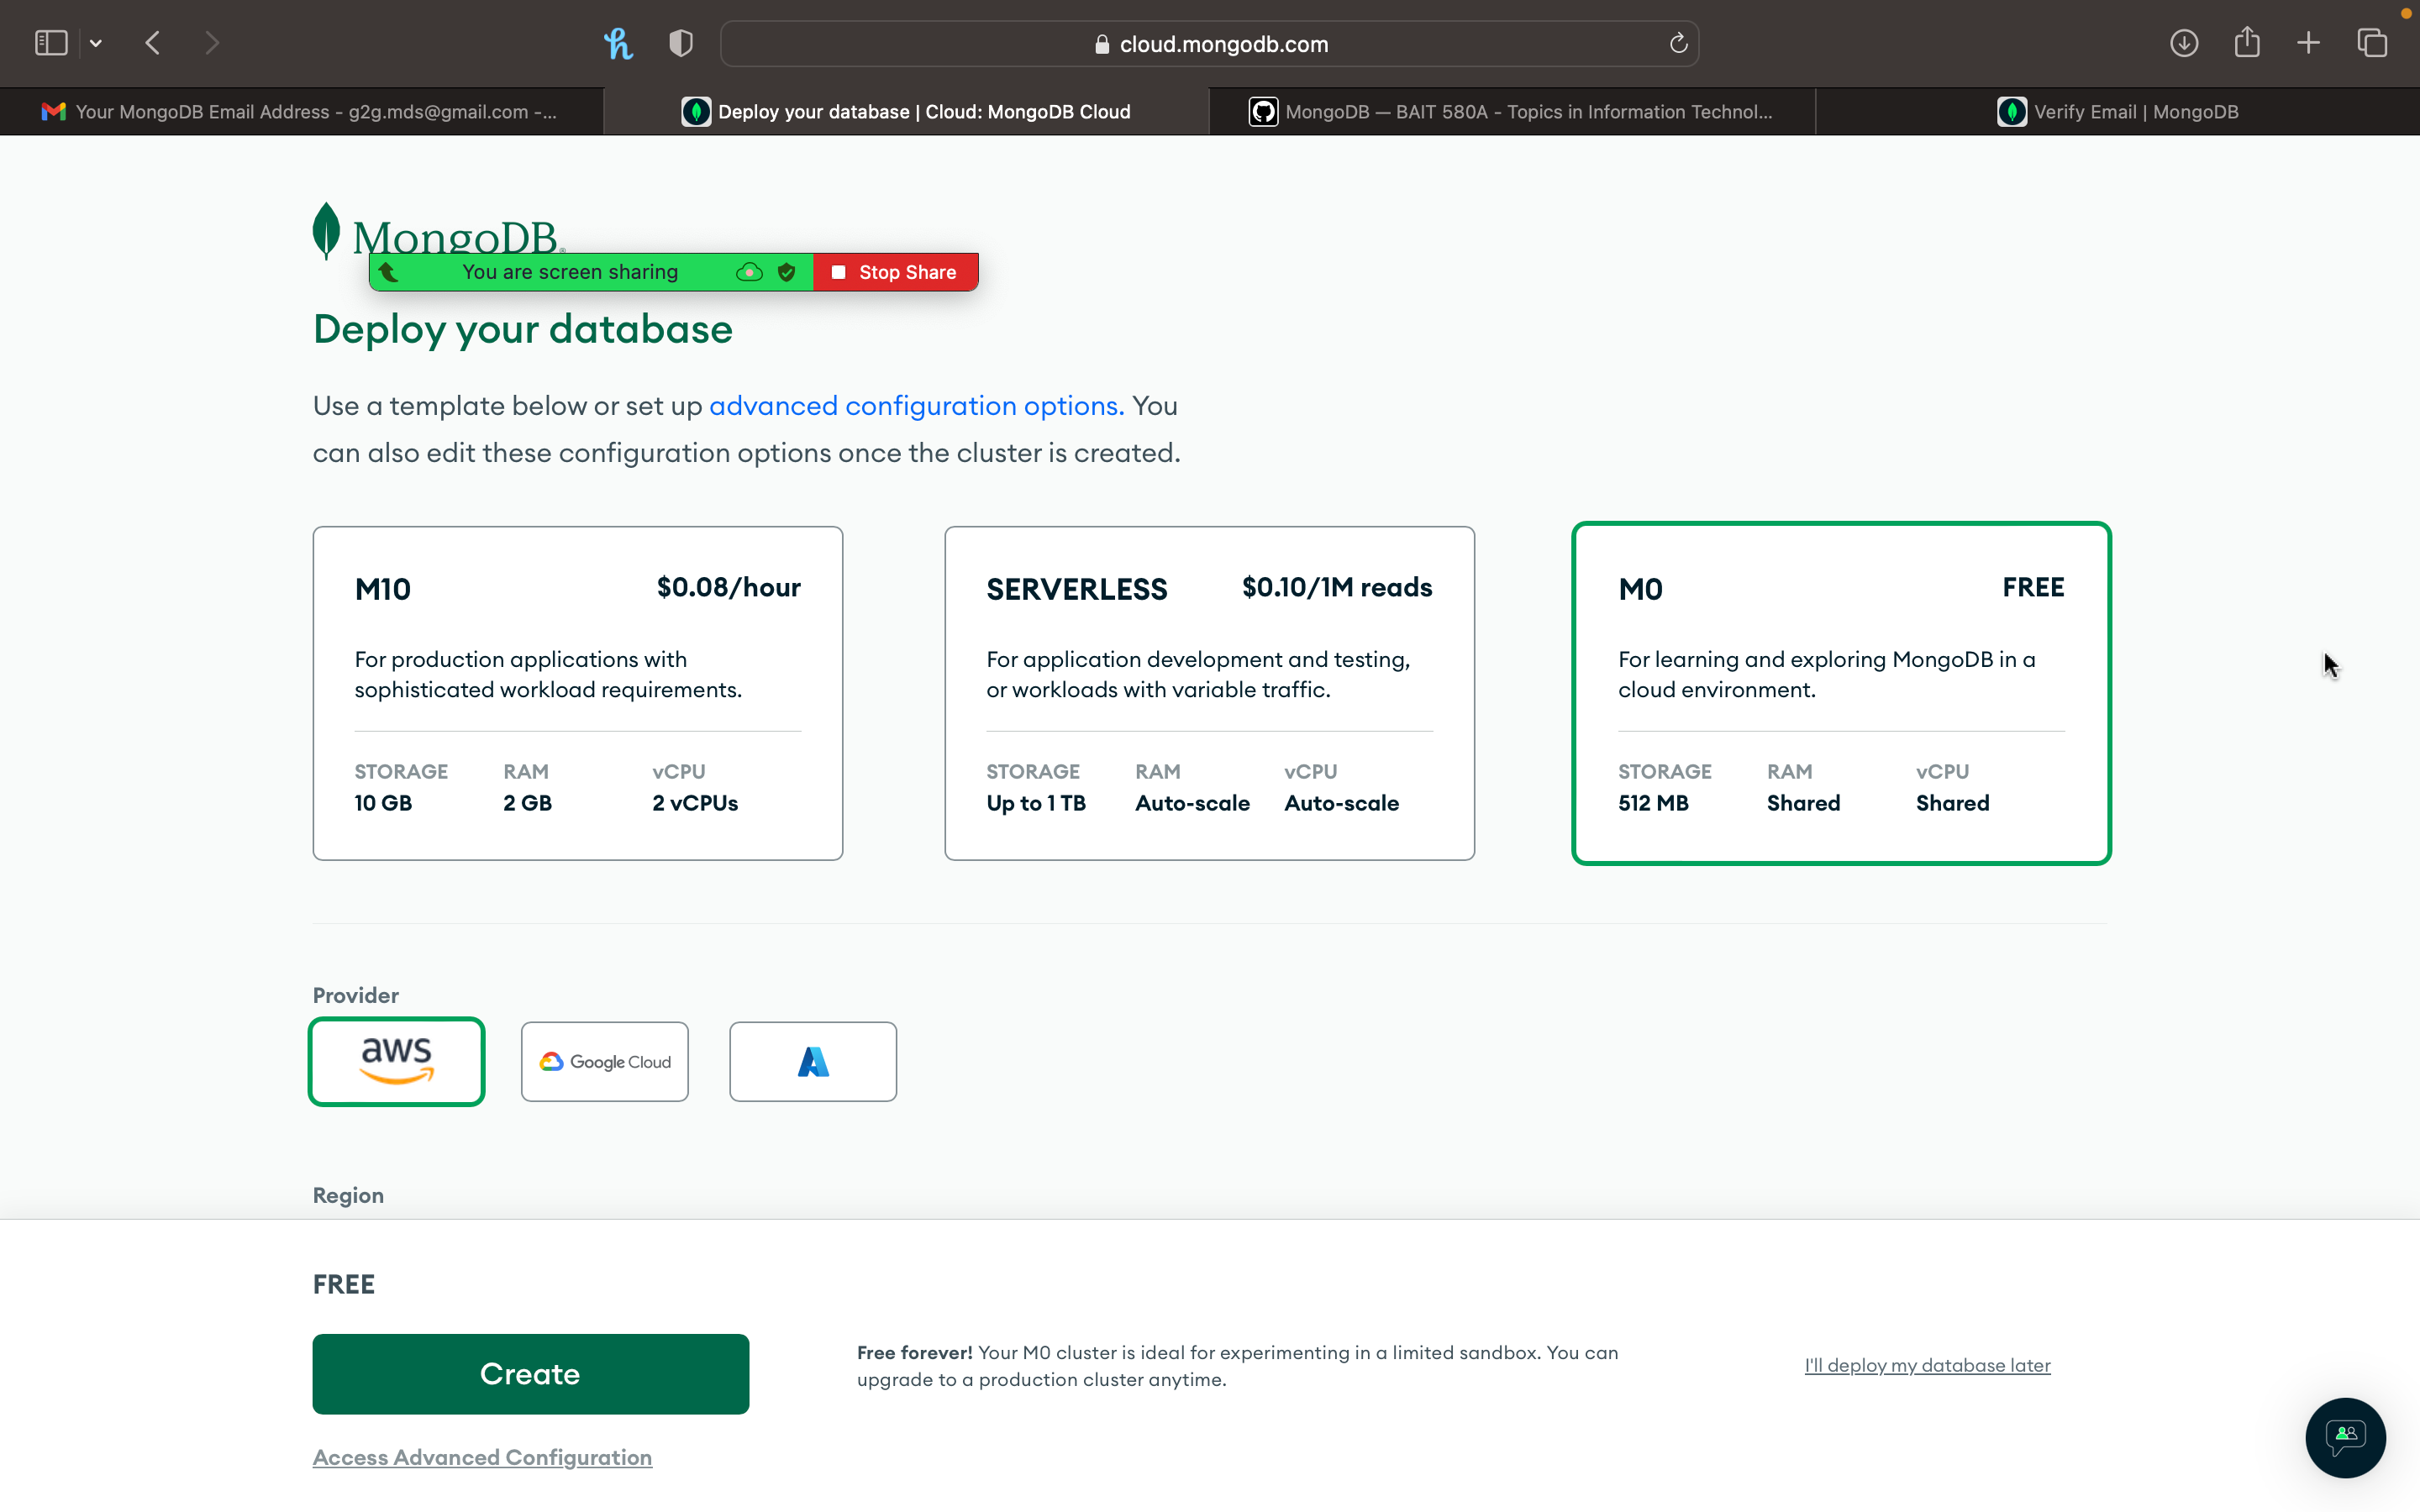 cloud.mongodb.com
Your MongoDB Email Address - g2g.mds@gmail.com -...
Deploy your database | Cloud: MongoDB Cloud
MongoDB — BAIT 580A - Topics in Information Technol...
Verify Email | MongoDB
MongoDB®
You are screen sharing
Stop Share
Deploy your database
Use a template below or set up advanced configuration options. You
can also edit these configuration options once the cluster is created.
M10 $0.08/hour
For production applications with
sophisticated workload requirements.
STORAGE RAM vCPU
10 GB 2 GB 2 vCPUs
SERVERLESS $0.10/1M reads
For application development and testing,
or workloads with variable traffic.
STORAGE RAM vCPU
Up to 1 TB Auto-scale Auto-scale
M0 FREE
For learning and exploring MongoDB in a
cloud environment.
STORAGE RAM vCPU
512 MB Shared Shared
Provider
aws
Google Cloud
Region
FREE
Create
Free forever! Your M0 cluster is ideal for experimenting in a limited sandbox. You can
upgrade to a production cluster anytime.
I'll deploy my database later
Access Advanced Configuration